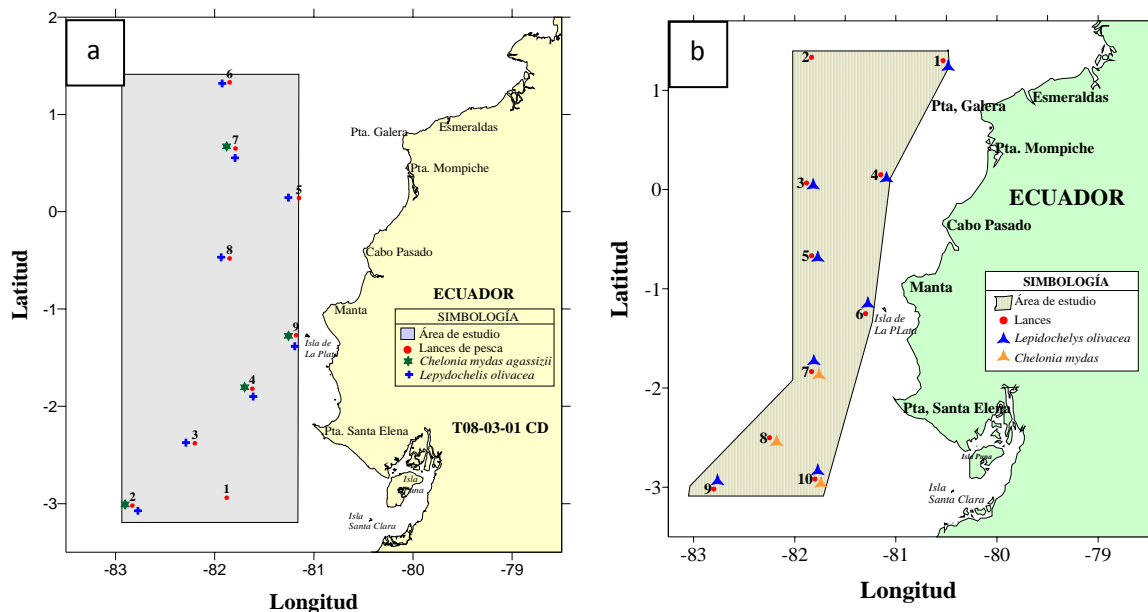 a
2
1
0
-1
-2
-3
-83
-82
-81
-80
-79
Latitud
Longitud
6
7
5
8
9
4
3
2
1
Pta. Galera
Esmeraldas
Pta. Mompiche
Cabo Pasado
Manta
Isla de
La Plata
Pta. Santa Elena
Isla
Santa Clara
Isla
ECUADOR
SIMBOLOGÍA
Área de estudio
Lances de pesca
Chelonia mydas agassizii
Lepydochelis olivacea
T08-03-01 CD
b
1
0
-1
-2
-3
-83
-82
-81
-80
-79
Latitud
Longitud
2
1
3
4
5
6
7
8
9
10
Pta, Galera
Esmeraldas
Pta. Mompiche
ECUADOR
Cabo Pasado
Manta
Isla de
La PLata
Pta, Santa Elena
Isla Puna
Isla
Santa Clara
SIMBOLOGÍA
Área de estudio
Lances
Lepidochelys olivacea
Chelonia mydas